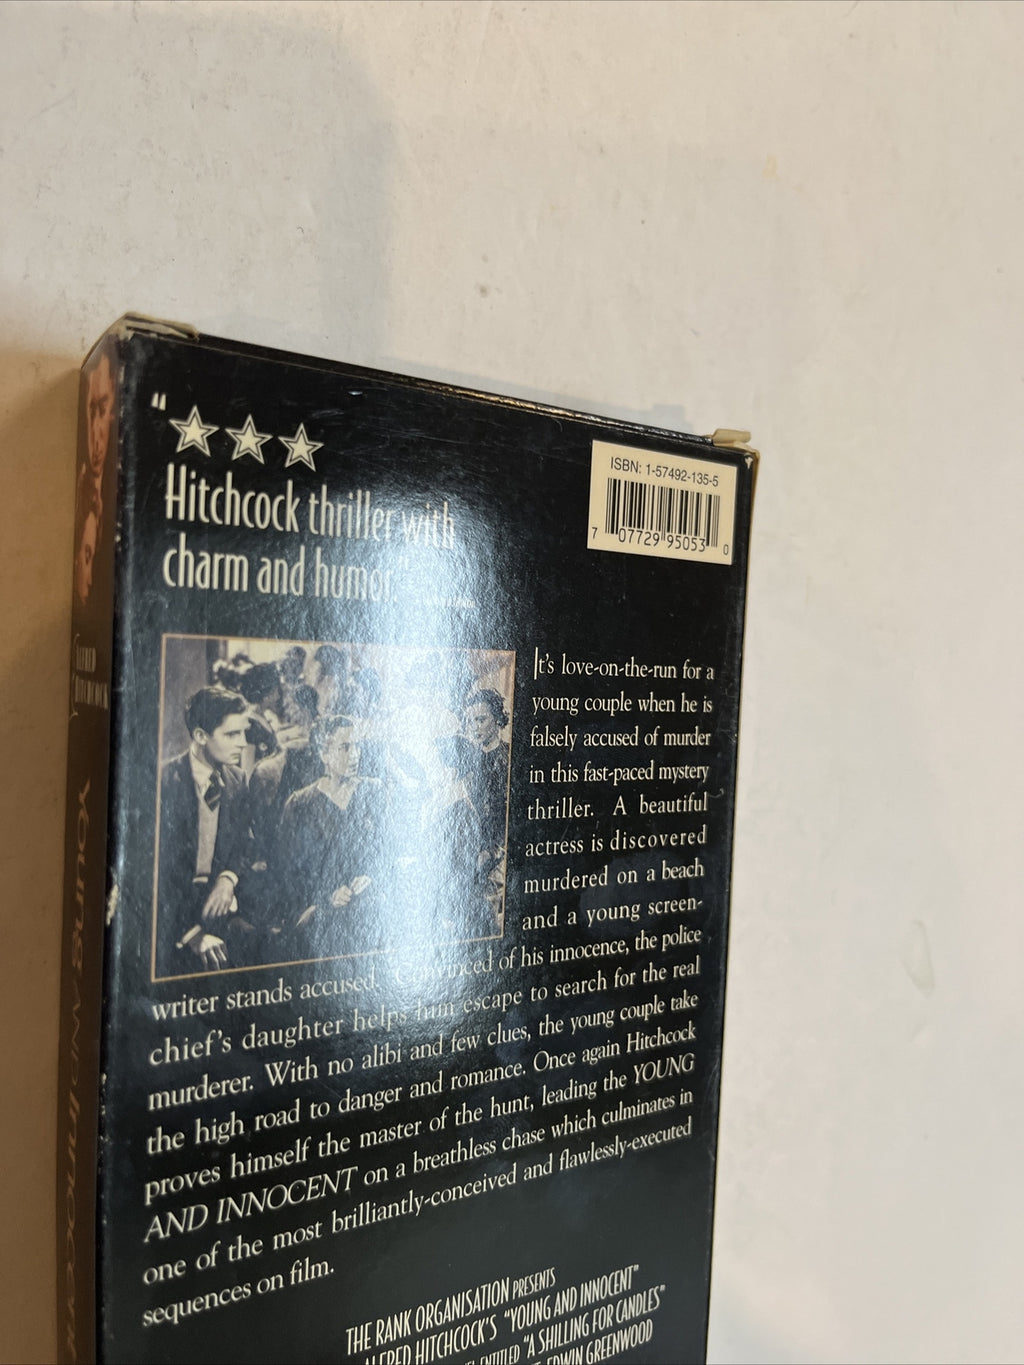 "
Hitchcock thriller with
charm and humor.
ISBN: 1-57492-135-5
7 07729 95053 0
It's love-on-the-run for a
young couple when he is
falsely accused of murder
in this fast-paced mystery
thriller. A beautiful
actress is discovered
murdered on a beach
and a young screen-
writer stands accused. Convinced of his innocence, the police
chief's daughter helps him escape to search for the real
murderer. With no alibi and few clues, the young couple take
the high road to danger and romance. Once again Hitchcock
proves himself the master of the hunt, leading the YOUNG
AND INNOCENT on a breathless chase which culminates in
one of the most brilliantly-conceived and flawlessly-executed
sequences on film.
THE RANK ORGANISATION PRESENTS
ALFRED HITCHCOCK'S "YOUNG AND INNOCENT"
ENTITLED "A SHILLING FOR CANDLES"
EDWIN GREENWOOD
ALFRED
HITCHCOCK
YOUNG AND INNOCENT